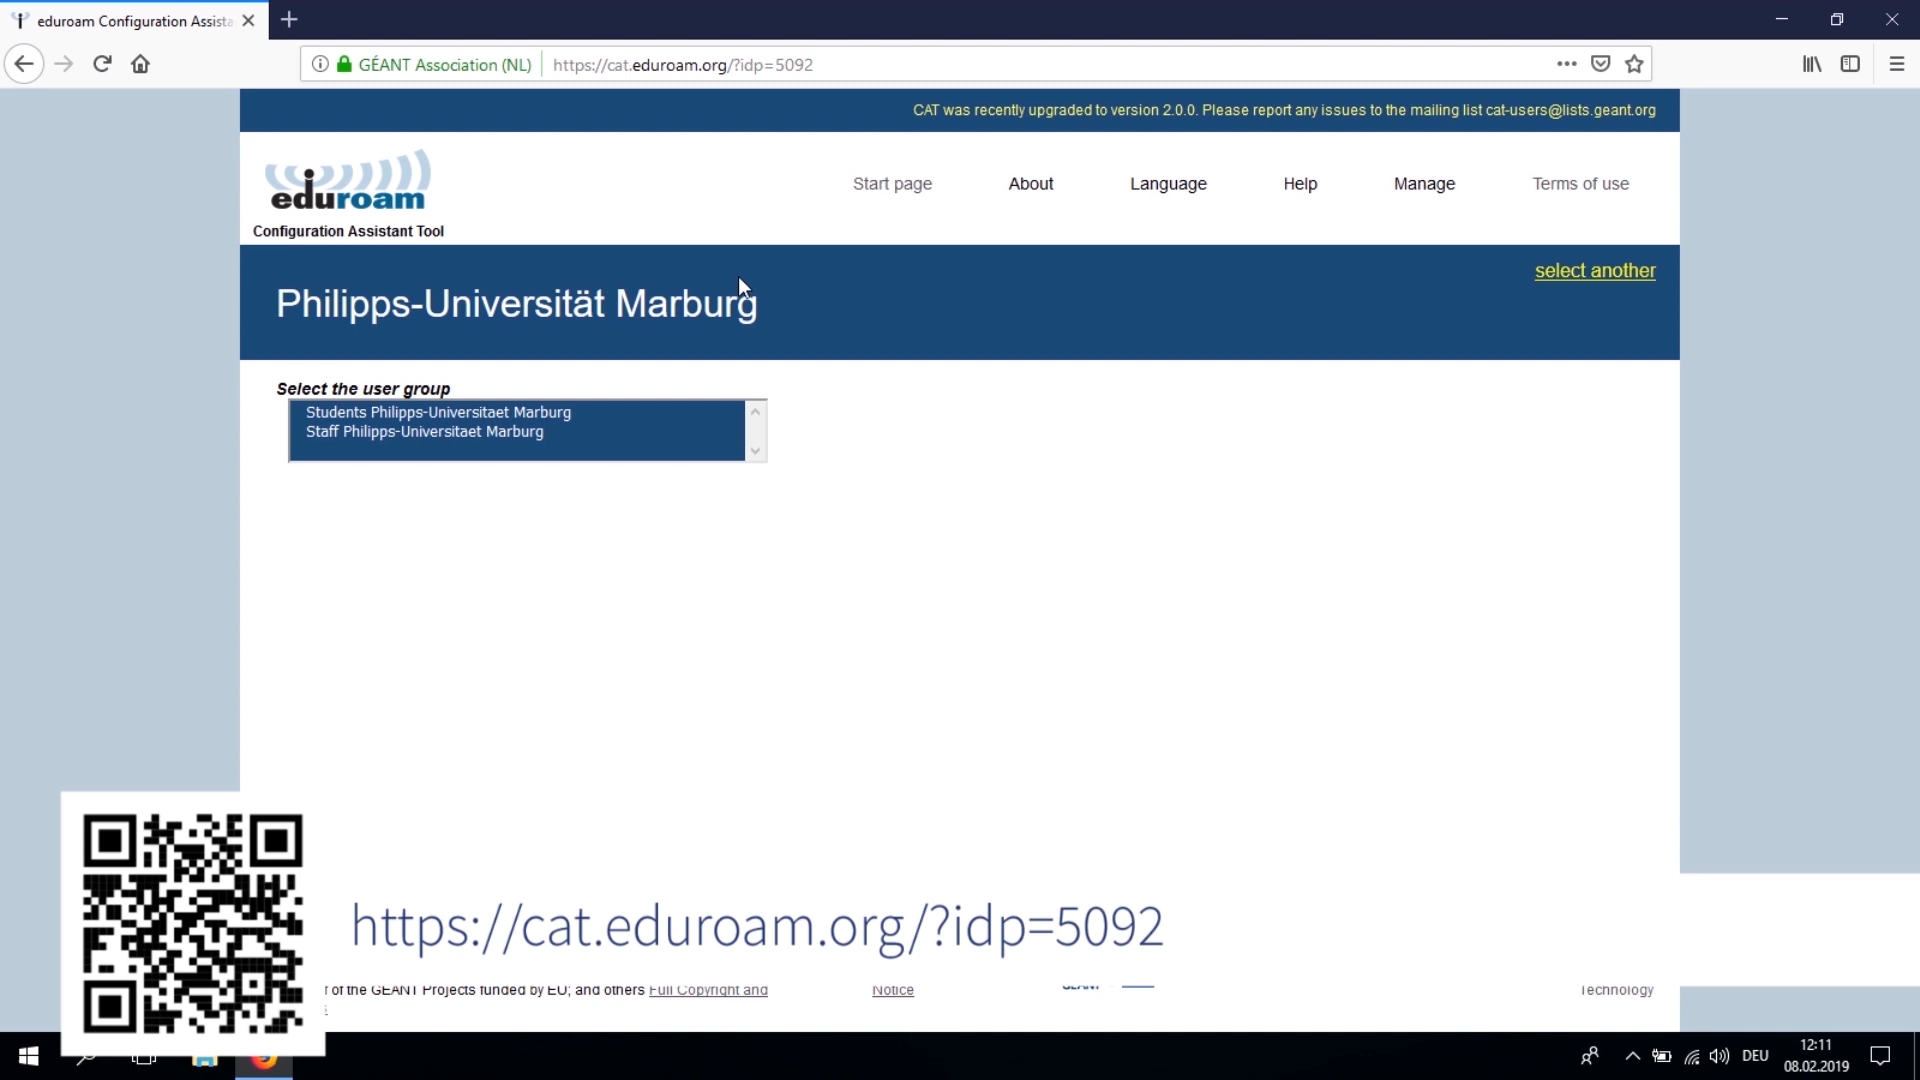 eduroam Configuration Assista
GÉANT Association (NL) https://cat.eduroam.org/?idp=5092
CAT was recently upgraded to version 2.0.0. Please report any issues to the mailing list cat-users@lists.geant.org
eduroam
Configuration Assistant Tool
Start page About Language Help Manage Terms of use
select another
Philipps-Universität Marburg
Select the user group
Students Philipps-Universitaet Marburg
Staff Philipps-Universitaet Marburg
https://cat.eduroam.org/?idp=5092
of the GEANT Projects funded by EU; and others Full Copyright and Notice Technology
DEU
12:11
08.02.2019